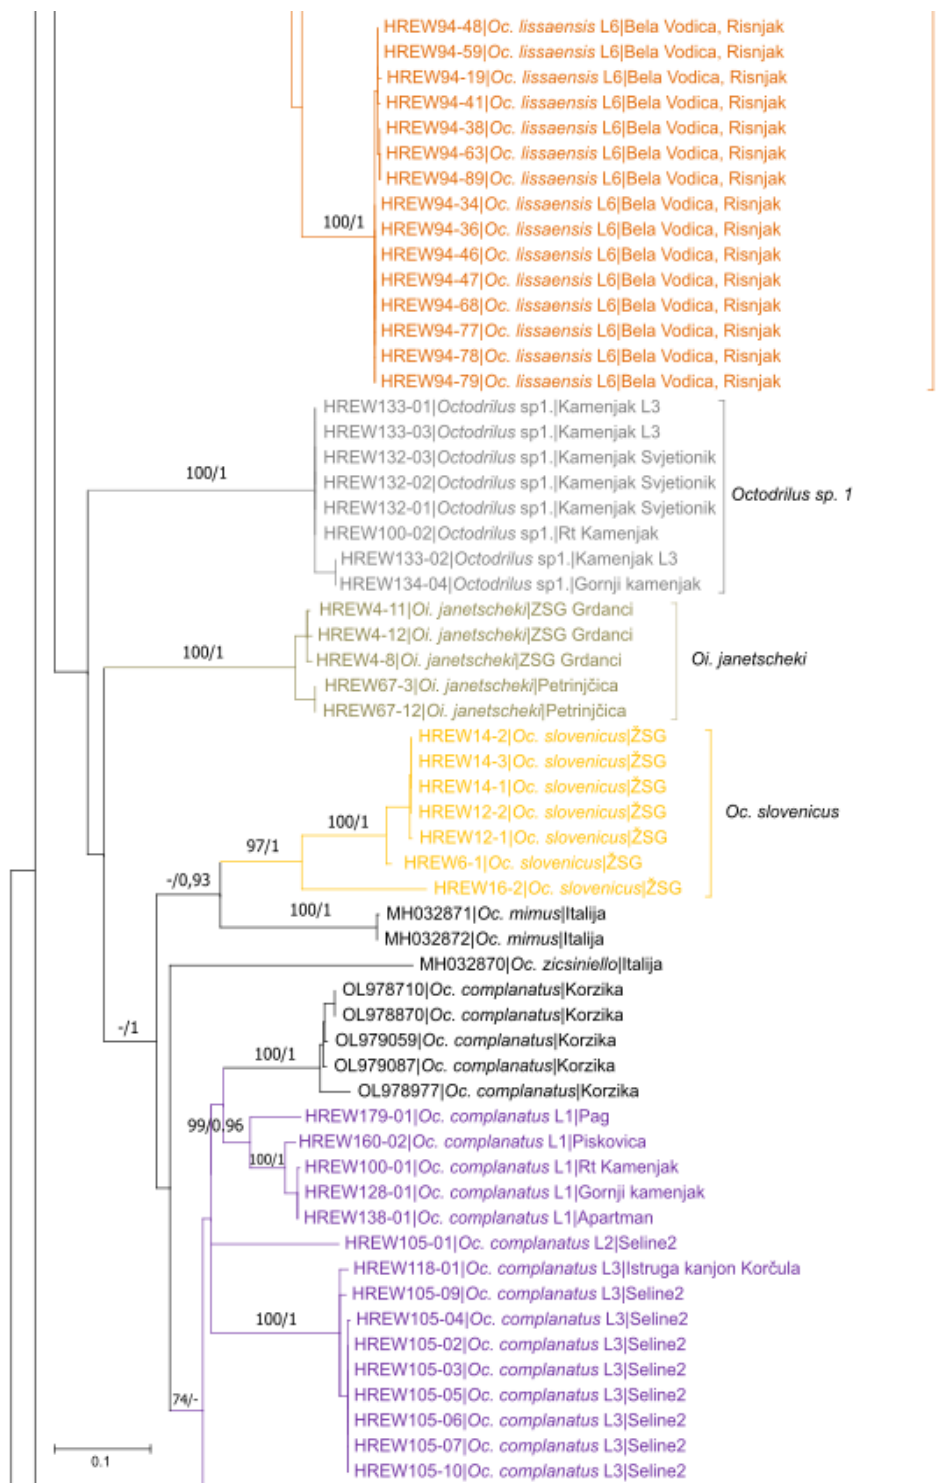 HREW94-48|Oc. lissaensis L6|Bela Vodica, Risnjak
HREW94-59|Oc. lissaensis L6|Bela Vodica, Risnjak
HREW94-19|Oc. lissaensis L6|Bela Vodica, Risnjak
HREW94-41|Oc. lissaensis L6|Bela Vodica, Risnjak
HREW94-38|Oc. lissaensis L6|Bela Vodica, Risnjak
HREW94-63|Oc. lissaensis L6|Bela Vodica, Risnjak
HREW94-89|Oc. lissaensis L6|Bela Vodica, Risnjak
HREW94-34|Oc. lissaensis L6|Bela Vodica, Risnjak
100/1
HREW94-36|Oc. lissaensis L6|Bela Vodica, Risnjak
HREW94-46|Oc. lissaensis L6|Bela Vodica, Risnjak
HREW94-47|Oc. lissaensis L6|Bela Vodica, Risnjak
HREW94-68|Oc. lissaensis L6|Bela Vodica, Risnjak
HREW94-77|Oc. lissaensis L6|Bela Vodica, Risnjak
HREW94-78|Oc. lissaensis L6|Bela Vodica, Risnjak
HREW94-79|Oc. lissaensis L6|Bela Vodica, Risnjak
HREW133-01|Octodrilus sp1.|Kamenjak L3
HREW133-03|Octodrilus sp1.|Kamenjak L3
HREW132-03|Octodrilus sp1.|Kamenjak Svjetionik
100/1
HREW132-02|Octodrilus sp1.|Kamenjak Svjetionik
Octodrilus sp. 1
HREW132-01|Octodrilus sp1.|Kamenjak Svjetionik
HREW100-02|Octodrilus sp1.|Rt Kamenjak
HREW133-02|Octodrilus sp1.|Kamenjak L3
HREW134-04|Octodrilus sp1.|Gornji kamenjak
HREW4-11|Oi. janetscheki|ZSG Grdanci
HREW4-12|Oi. janetscheki|ZSG Grdanci
100/1
HREW4-8|Oi. janetscheki|ZSG Grdanci
Oi. janetscheki
HREW67-3|Oi. janetscheki|Petrinjčica
HREW67-12|Oi. janetscheki|Petrinjčica
HREW14-2|Oc. slovenicus|ŽSG
HREW14-3|Oc. slovenicus|ŽSG
HREW14-1|Oc. slovenicus|ŽSG
HREW12-2|Oc. slovenicus|ŽSG
Oc. slovenicus
100/1
HREW12-1|Oc. slovenicus|ŽSG
97/1
HREW6-1|Oc. slovenicus|ŽSG
-/0,93
HREW16-2|Oc. slovenicus|ŽSG
100/1
MH032871|Oc. mimus|Italija
MH032872|Oc. mimus|Italija
MH032870|Oc. zicsiniello|Italija
OL978710|Oc. complanatus|Korzika
OL978870|Oc. complanatus|Korzika
-/1
OL979059|Oc. complanatus|Korzika
100/1
OL979087|Oc. complanatus|Korzika
OL978977|Oc. complanatus|Korzika
99/0.96
HREW179-01|Oc. complanatus L1|Pag
HREW160-02|Oc. complanatus L1|Piskovica
100/1
HREW100-01|Oc. complanatus L1|Rt Kamenjak
HREW128-01|Oc. complanatus L1|Gornji kamenjak
HREW138-01|Oc. complanatus L1|Apartman
HREW105-01|Oc. complanatus L2|Seline2
HREW118-01|Oc. complanatus L3|Istruga kanjon Korčula
HREW105-09|Oc. complanatus L3|Seline2
100/1
HREW105-04|Oc. complanatus L3|Seline2
HREW105-02|Oc. complanatus L3|Seline2
HREW105-03|Oc. complanatus L3|Seline2
74/-
HREW105-05|Oc. complanatus L3|Seline2
HREW105-06|Oc. complanatus L3|Seline2
HREW105-07|Oc. complanatus L3|Seline2
0.1
HREW105-10|Oc. complanatus L3|Seline2